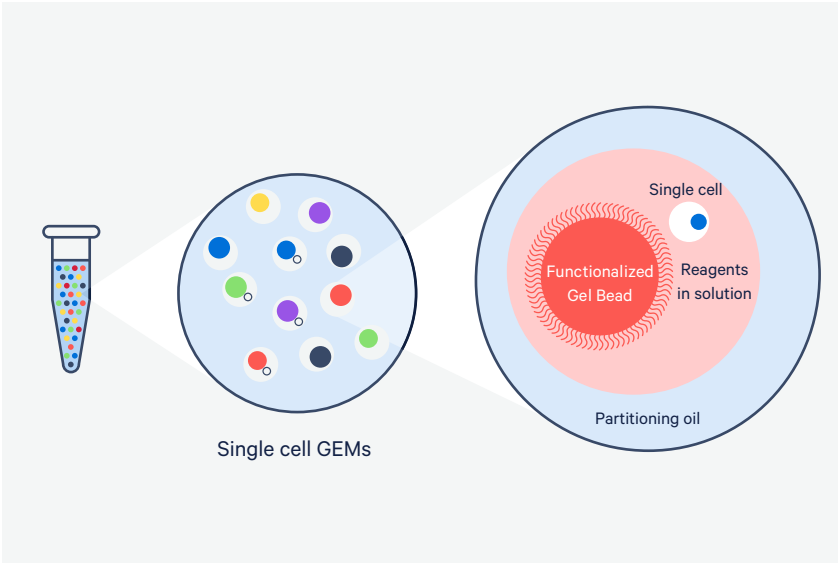 Single cell
Functionalized
Gel Bead
Reagents
in solution
Partitioning oil
Single cell GEMs